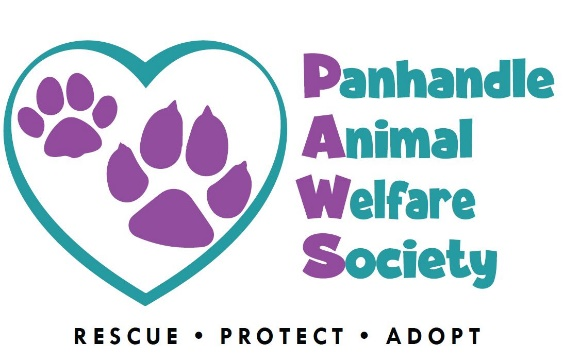 Panhandle
Animal
Welfare
Society
RESCUE • PROTECT • ADOPT